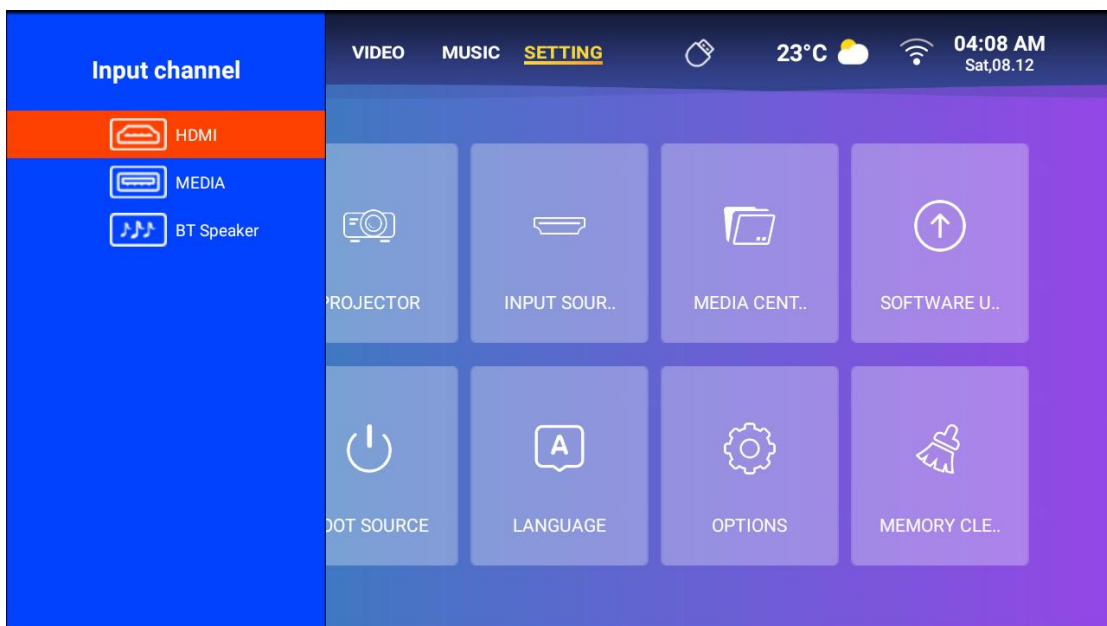 Input channel
HDMI
MEDIA
BT Speaker
VIDEO MUSIC SETTING 23°C 04:08 AM
Sat,08.12
PROJECTOR INPUT SOUR.. MEDIA CENT.. SOFTWARE U..
A
OOT SOURCE LANGUAGE OPTIONS MEMORY CLE..